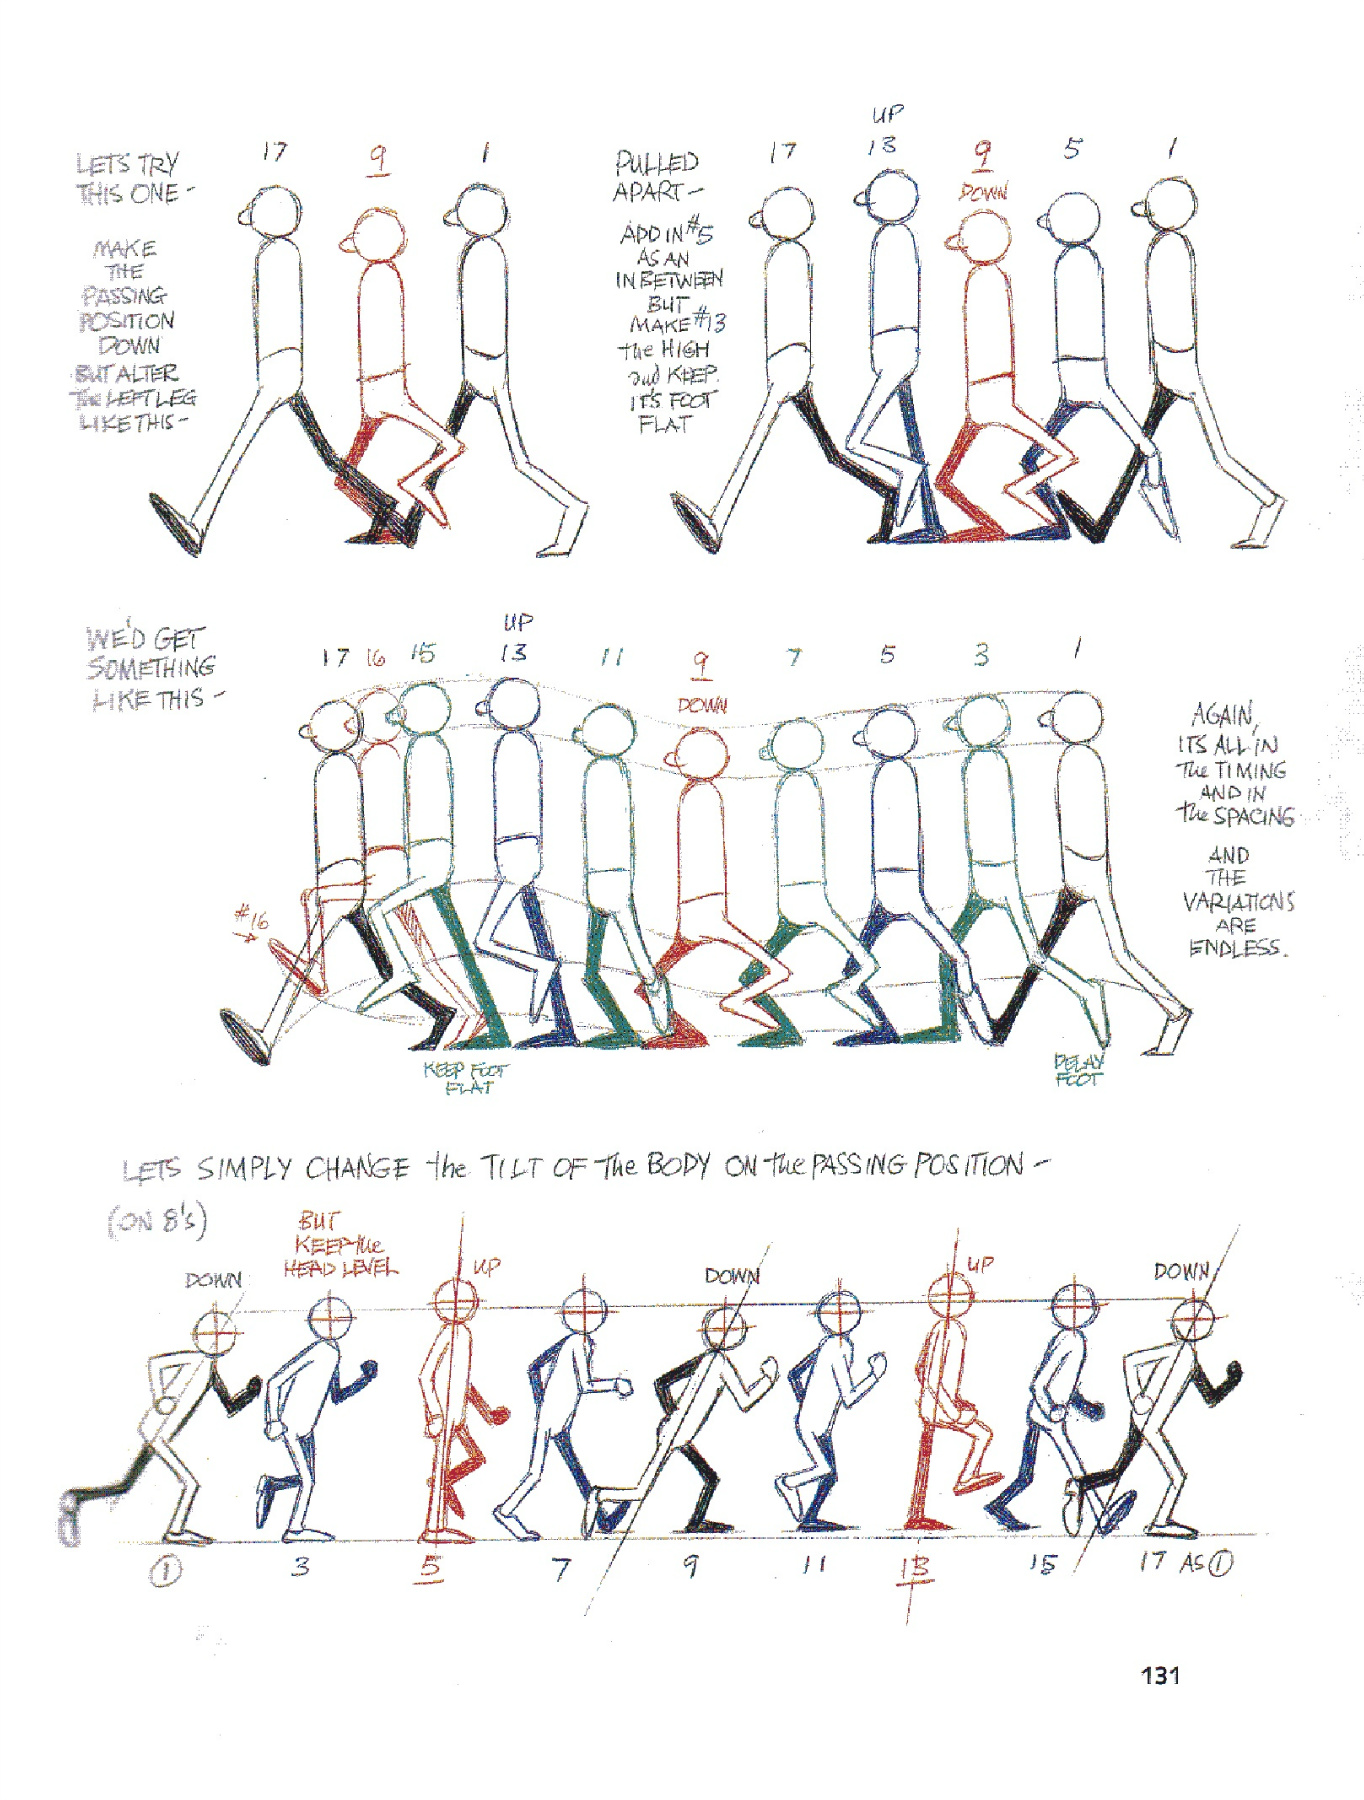 LETS TRY
THIS ONE -
MAKE
THE
PASSING
POSITION
DOWN
BUT ALTER
The LEFT LEG
LIKE THIS -
17 9 1
PULLED
APART -
ADD IN #5
AS AN
IN BETWEEN
BUT
MAKE #13
the HIGH
and KEEP
IT'S FOOT
FLAT
UP
17 13 9 5 1
DOWN
WE'D GET
SOMETHING
LIKE THIS -
UP
17 16 15 13 11 9 7 5 3 1
DOWN
#16
KEEP FOOT
FLAT
DELAY
FOOT
AGAIN,
ITS ALL IN
The TIMING
AND IN
the SPACING
AND
THE
VARIATIONS
ARE
ENDLESS.
LETS SIMPLY CHANGE the TILT OF The BODY ON the PASSING POSITION -
(ON 8's)
BUT
KEEP the
HEAD LEVEL
DOWN UP DOWN UP DOWN
1 3 5 7 9 11 13 15 17 AS 1
131